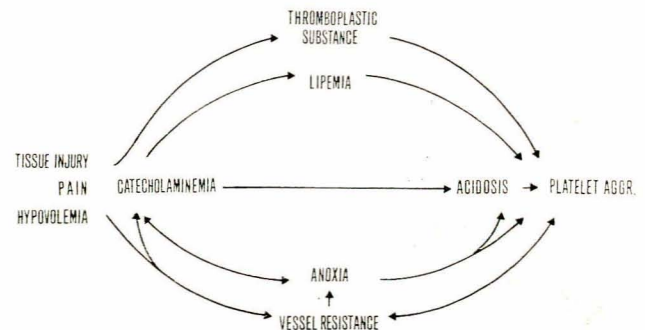 THROMBOPLASTIC
SUBSTANCE
LIPEMIA
TISSUE INJURY
PAIN CATECHOLAMINEMIA ACIDOSIS PLATELET AGGR.
HYPOVOLEMIA
ANOXIA
VESSEL RESISTANCE